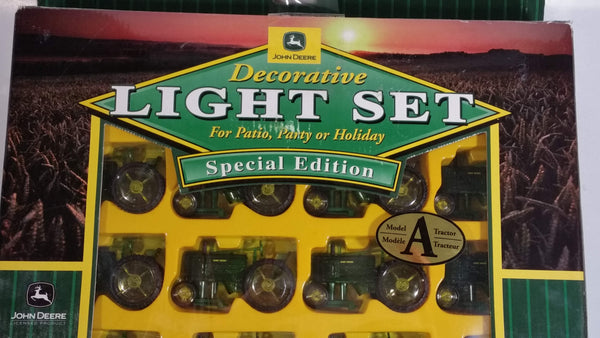 JOHN DEERE
Decorative
LIGHT SET
For Patio, Party or Holiday
Special Edition
Model
Modèle
A
Tractor
Tracteur
JOHN DEERE
LICENSED PRODUCT